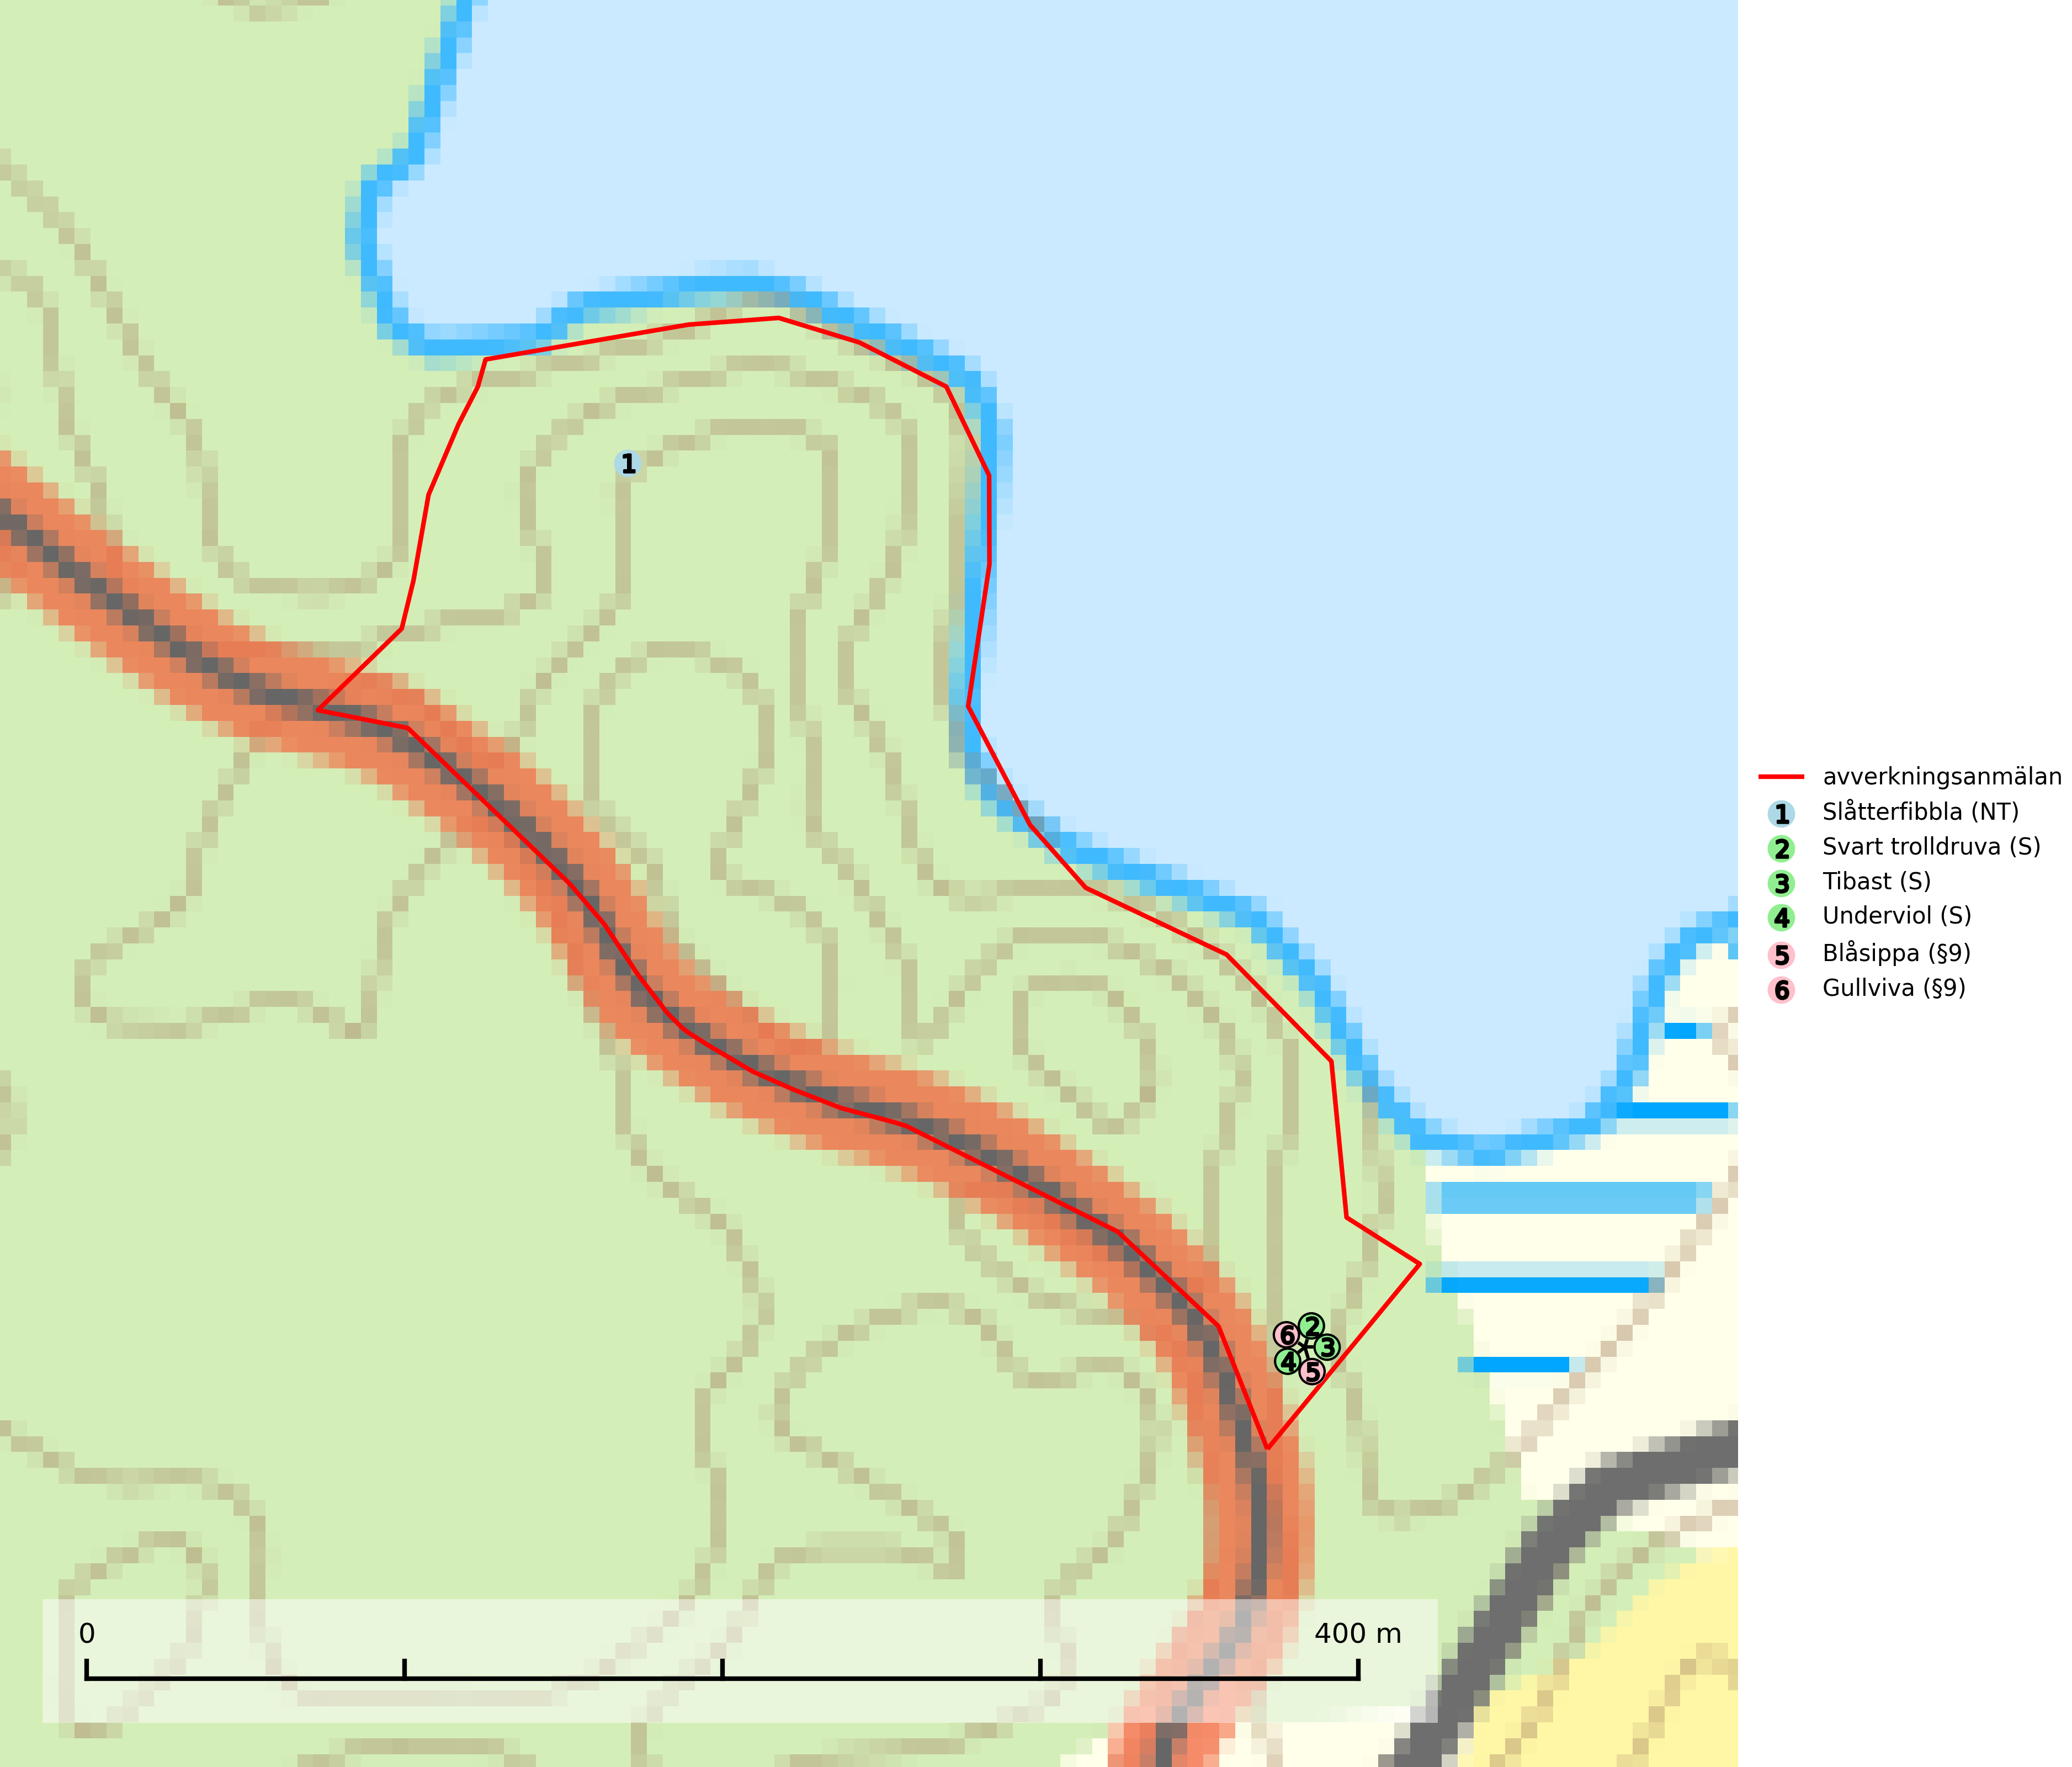 1
6
2
3
4
5
0
400 m
avverkningsanmälan
1 Slåtterfibbla (NT)
2 Svart trolldruva (S)
3 Tibast (S)
4 Underviol (S)
5 Blåsippa (§9)
6 Gullviva (§9)